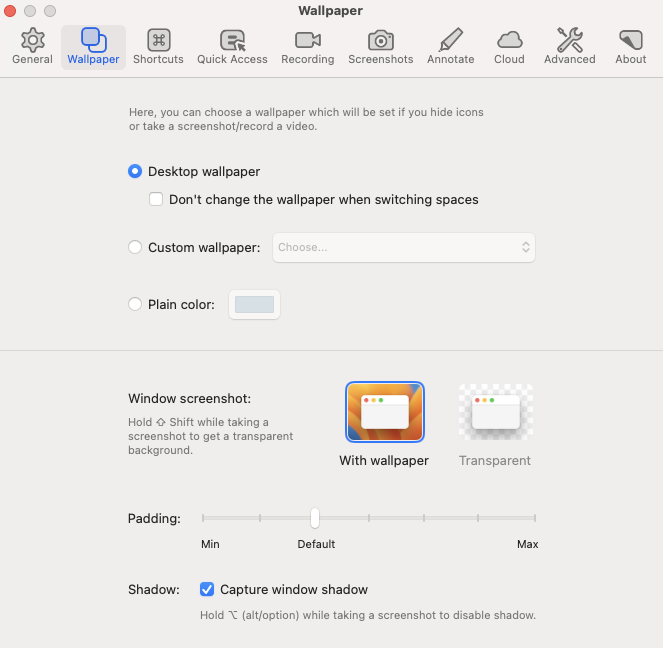 Wallpaper
General
Wallpaper
Shortcuts
Quick Access
Recording
Screenshots
Annotate
Cloud
Advanced
About
Here, you can choose a wallpaper which will be set if you hide icons
or take a screenshot/record a video.
Desktop wallpaper
Don't change the wallpaper when switching spaces
Custom wallpaper:
Choose...
Plain color:
Window screenshot:
Hold ⇧ Shift while taking a
screenshot to get a transparent
background.
With wallpaper
Transparent
Padding:
Min
Default
Max
Shadow:
Capture window shadow
Hold ⌥ (alt/option) while taking a screenshot to disable shadow.